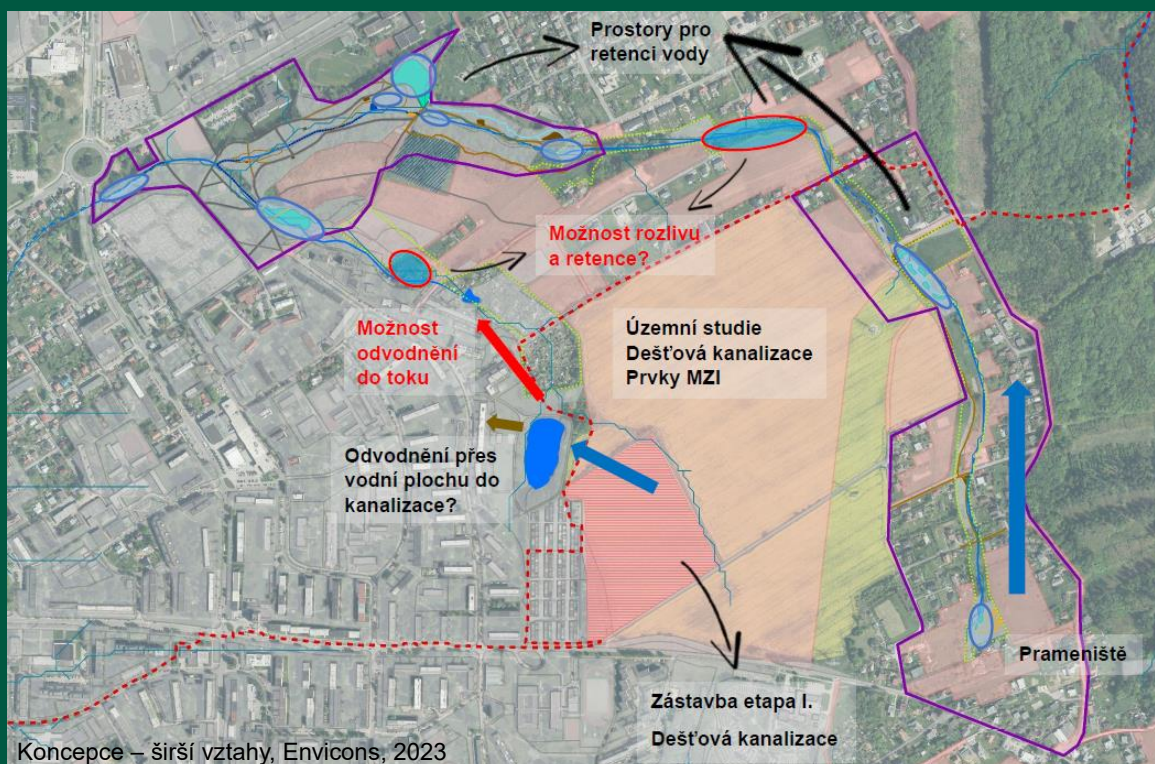 Prostory pro
retenci vody
Možnost rozlivu
a retence?
Možnost
odvodnění
do toku
Územní studie
Dešťová kanalizace
Prvky MZI
Odvodnění přes
vodní plochu do
kanalizace?
Prameniště
Zástavba etapa I.
Dešťová kanalizace
Koncepce – širší vztahy, Envicons, 2023